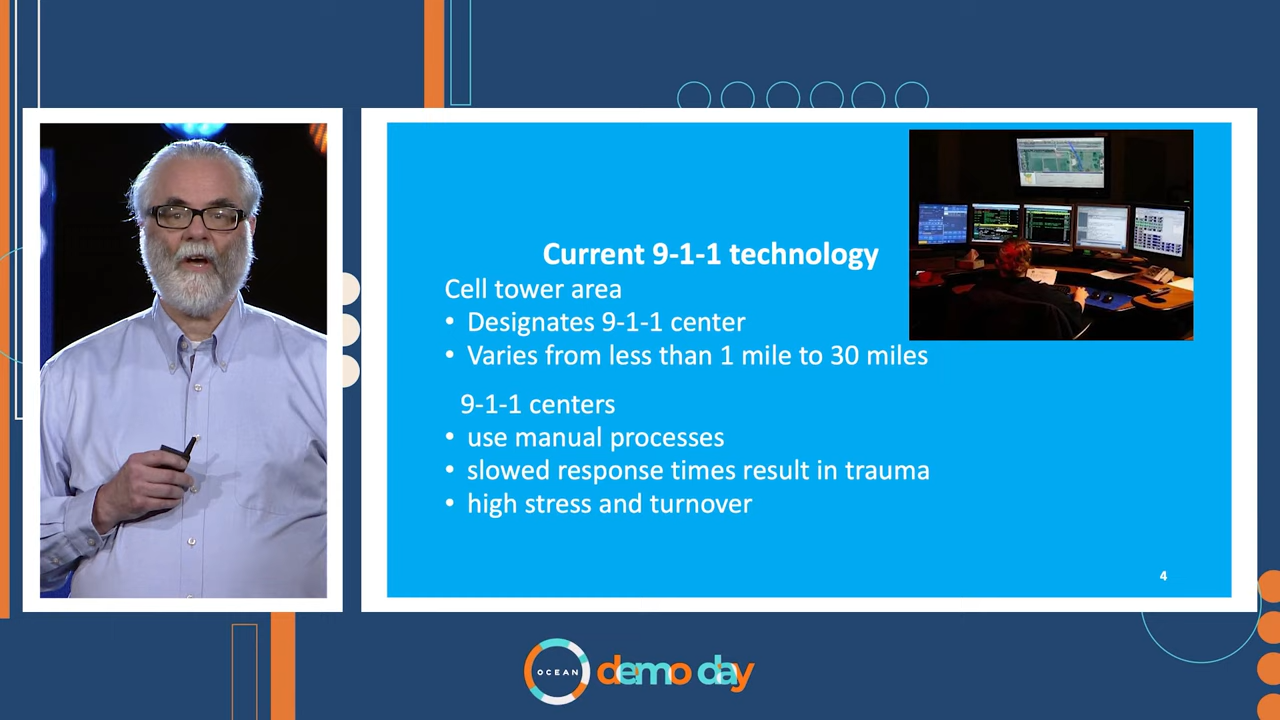 Current 9-1-1 technology
Cell tower area
• Designates 9-1-1 center
• Varies from less than 1 mile to 30 miles
9-1-1 centers
• use manual processes
• slowed response times result in trauma
• high stress and turnover
4
OCEAN demo day